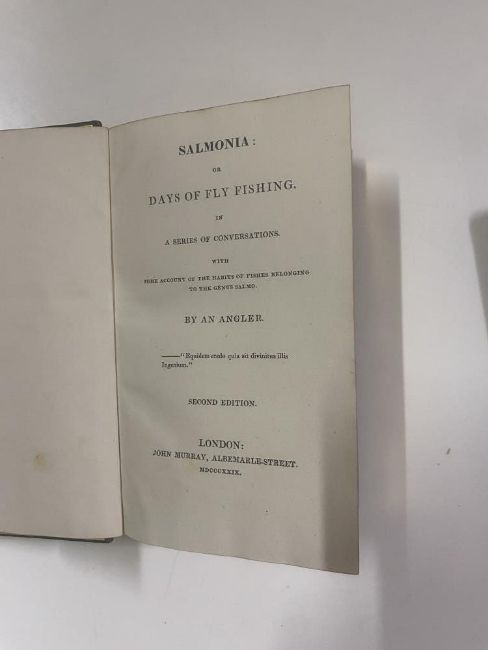 SALMONIA:
OR
DAYS OF FLY FISHING.
IN
A SERIES OF CONVERSATIONS.
WITH
SOME ACCOUNT OF THE HABITS OF FISHES BELONGING
TO THE GENUS SALMO.
BY AN ANGLER.
——"Equidem credo quia sit divinitus illis
Ingenium."
SECOND EDITION.
LONDON:
JOHN MURRAY, ALBEMARLE-STREET.
MDCCCXXIX.